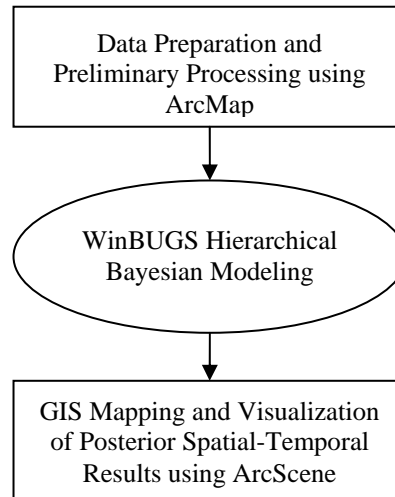 Data Preparation and
Preliminary Processing using
ArcMap
WinBUGS Hierarchical
Bayesian Modeling
GIS Mapping and Visualization
of Posterior Spatial-Temporal
Results using ArcScene